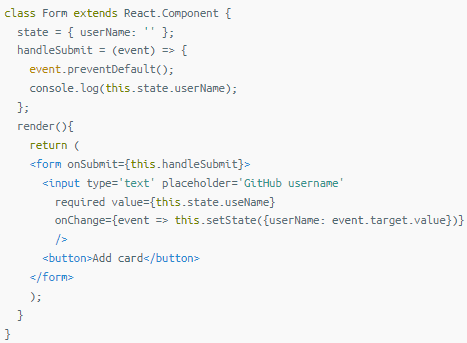 class Form extends React.Component {
  state = { userName: '' };
  handleSubmit = (event) => {
    event.preventDefault();
    console.log(this.state.userName);
  };
  render(){
    return (
    <form onSubmit={this.handleSubmit}>
      <input type='text' placeholder='GitHub username'
        required value={this.state.useName}
        onChange={event => this.setState({userName: event.target.value})}
        />
      <button>Add card</button>
    </form>
    );
  }
}